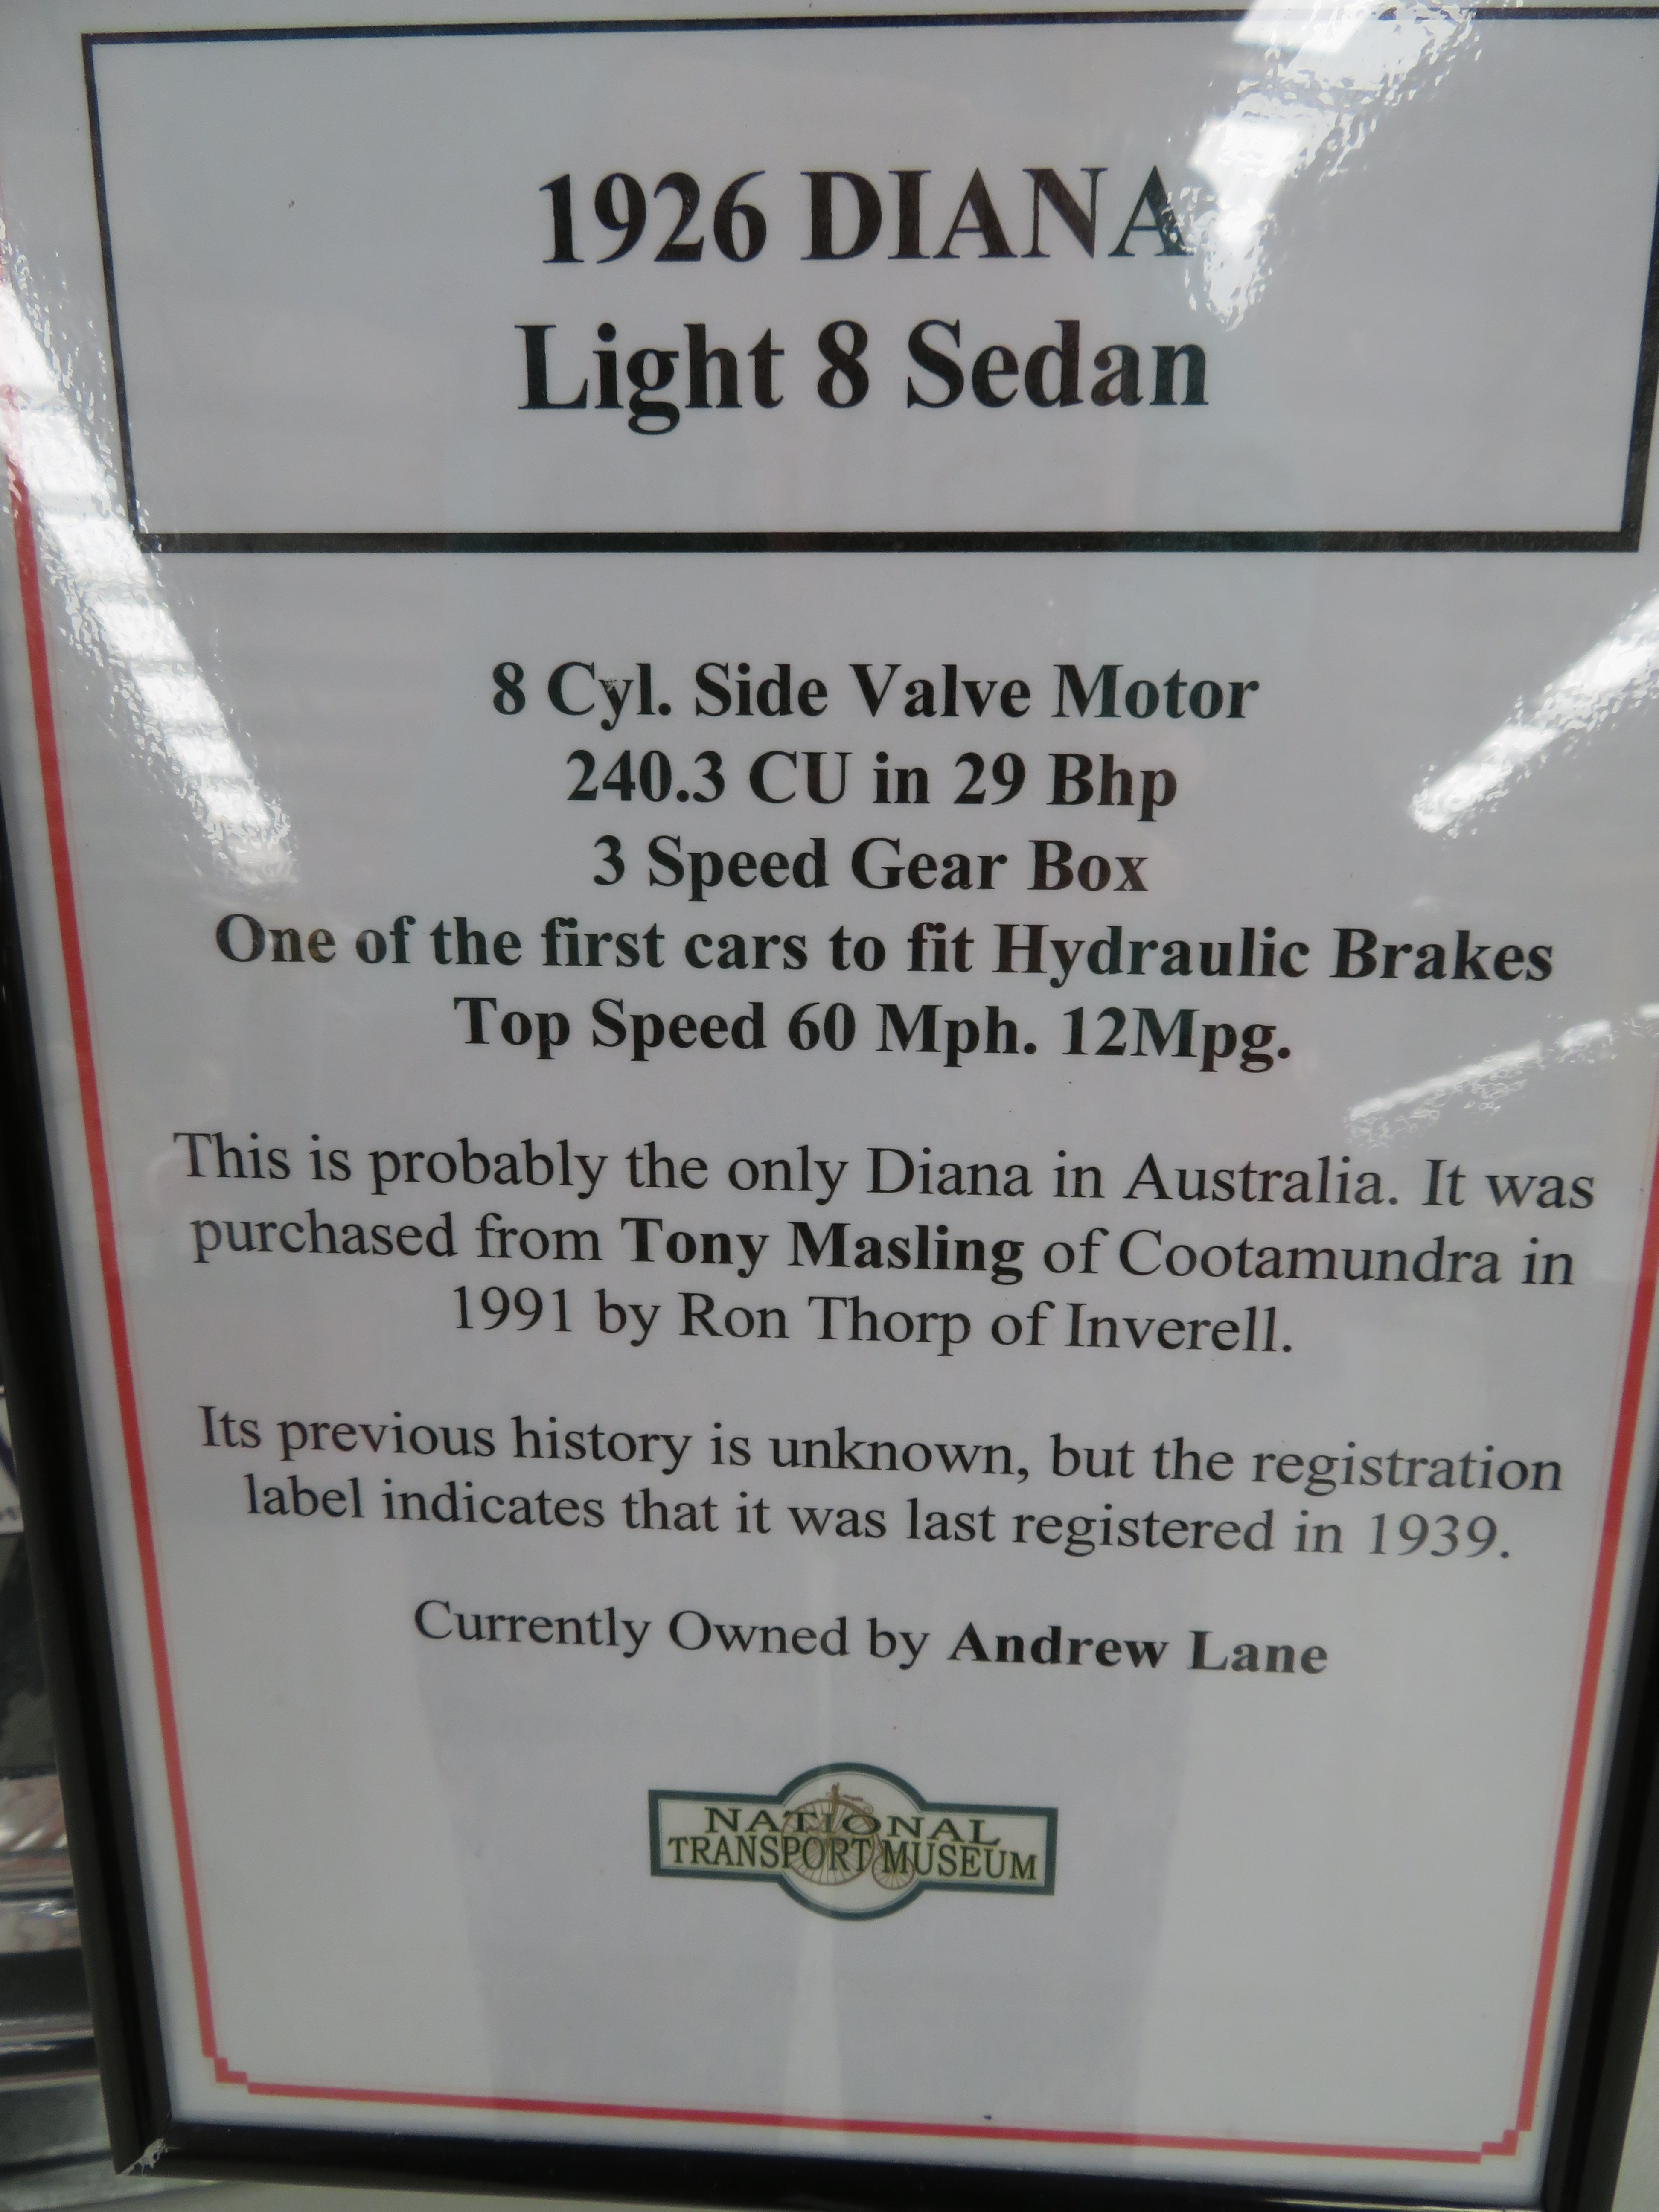 1926 DIANA
Light 8 Sedan
8 Cyl. Side Valve Motor
240.3 CU in 29 Bhp
3 Speed Gear Box
One of the first cars to fit Hydraulic Brakes
Top Speed 60 Mph. 12Mpg.
This is probably the only Diana in Australia. It was
purchased from Tony Masling of Cootamundra in
1991 by Ron Thorp of Inverell.
Its previous history is unknown, but the registration
label indicates that it was last registered in 1939.
Currently Owned by Andrew Lane
NATIONAL
TRANSPORT MUSEUM